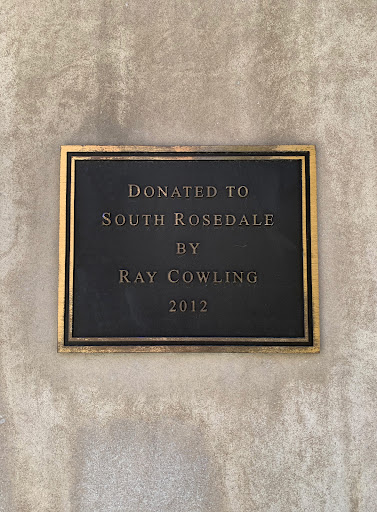 DONATED TO
SOUTH ROSEDALE
BY
RAY COWLING
2012